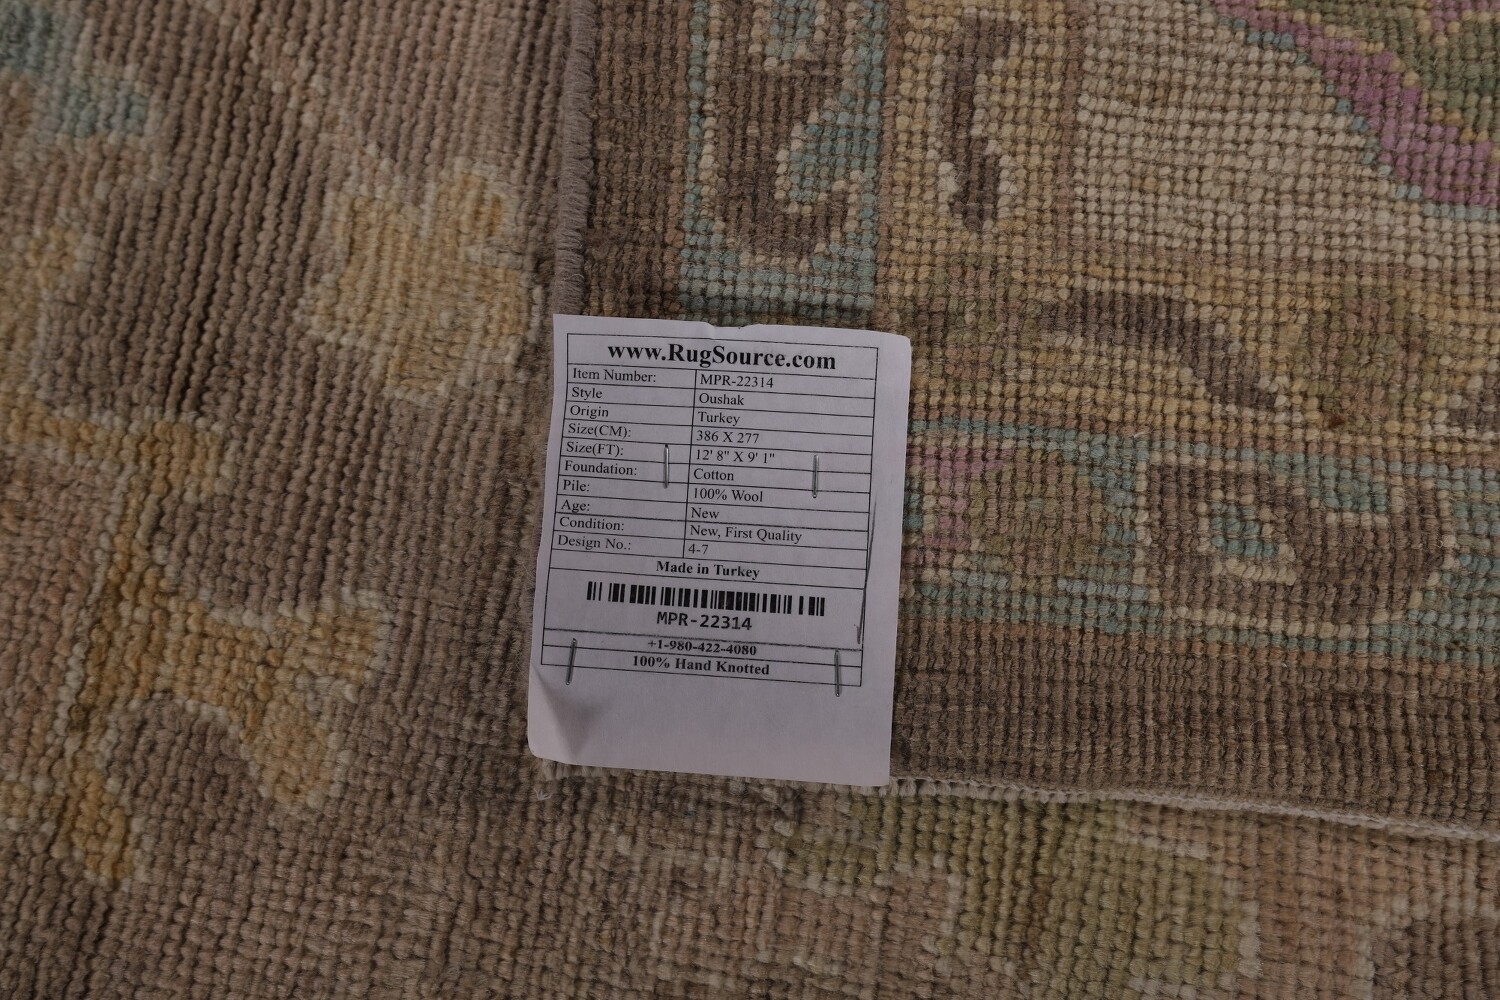 www.RugSource.com
Item Number: MPR-22314
Style Oushak
Origin Turkey
Size(CM): 386 X 277
Size(FT): 12' 8" X 9' 1"
Foundation: Cotton
Pile: 100% Wool
Age: New
Condition: New, First Quality
Design No.: 4-7
Made in Turkey
MPR-22314
+1-980-422-4080
100% Hand Knotted